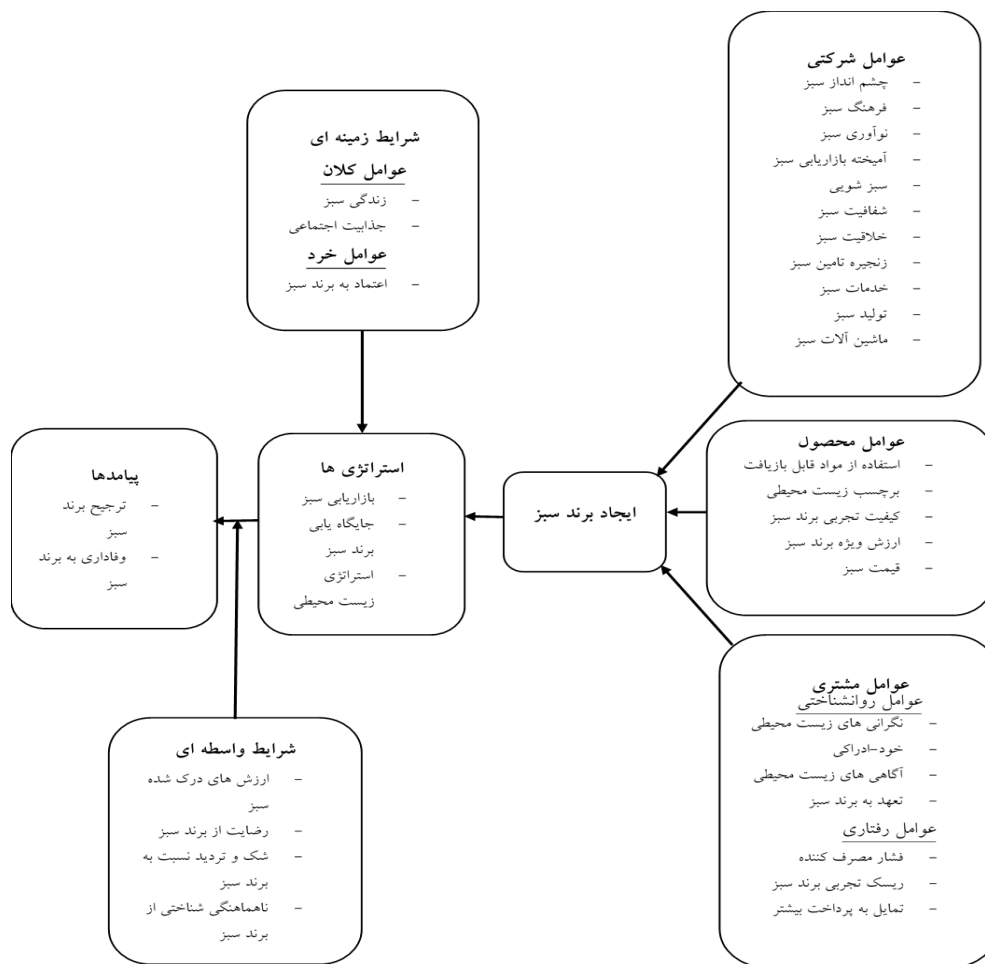 عوامل شرکتی
- چشم انداز سبز
- فرهنگ سبز
- نوآوری سبز
- آمیخته بازاریابی سبز
- سبز شویی
- شفافیت سبز
- خلاقیت سبز
- زنجیره تامین سبز
- خدمات سبز
- تولید سبز
- ماشین آلات سبز
عوامل محصول
- استفاده از مواد قابل بازیافت
- برچسب زیست محیطی
- کیفیت تجربی برند سبز
- ارزش ویژه برند سبز
- قیمت سبز
عوامل مشتری
عوامل روانشناختی
- نگرانی های زیست محیطی
- خود-ادراکی
- آگاهی های زیست محیطی
- تعهد به برند سبز
عوامل رفتاری
- فشار مصرف کننده
- ریسک تجربی برند سبز
- تمایل به پرداخت بیشتر
ایجاد برند سبز
شرایط زمینه ای
عوامل کلان
- زندگی سبز
- جذابیت اجتماعی
عوامل خرد
- اعتماد به برند سبز
استراتژی ها
- بازاریابی سبز
- جایگاه یابی
برند سبز
- استراتژی
زیست محیطی
شرایط واسطه ای
- ارزش های درک شده
سبز
- رضایت از برند سبز
- شک و تردید نسبت به
برند سبز
- ناهماهنگی شناختی از
برند سبز
پیامدها
- ترجیح برند
سبز
- وفاداری به برند
سبز